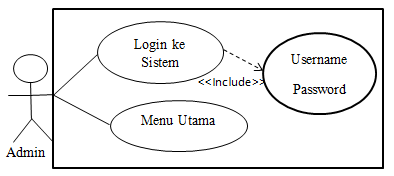 Login ke
Sistem
Username
Password
<<Include>>
Menu Utama
Admin